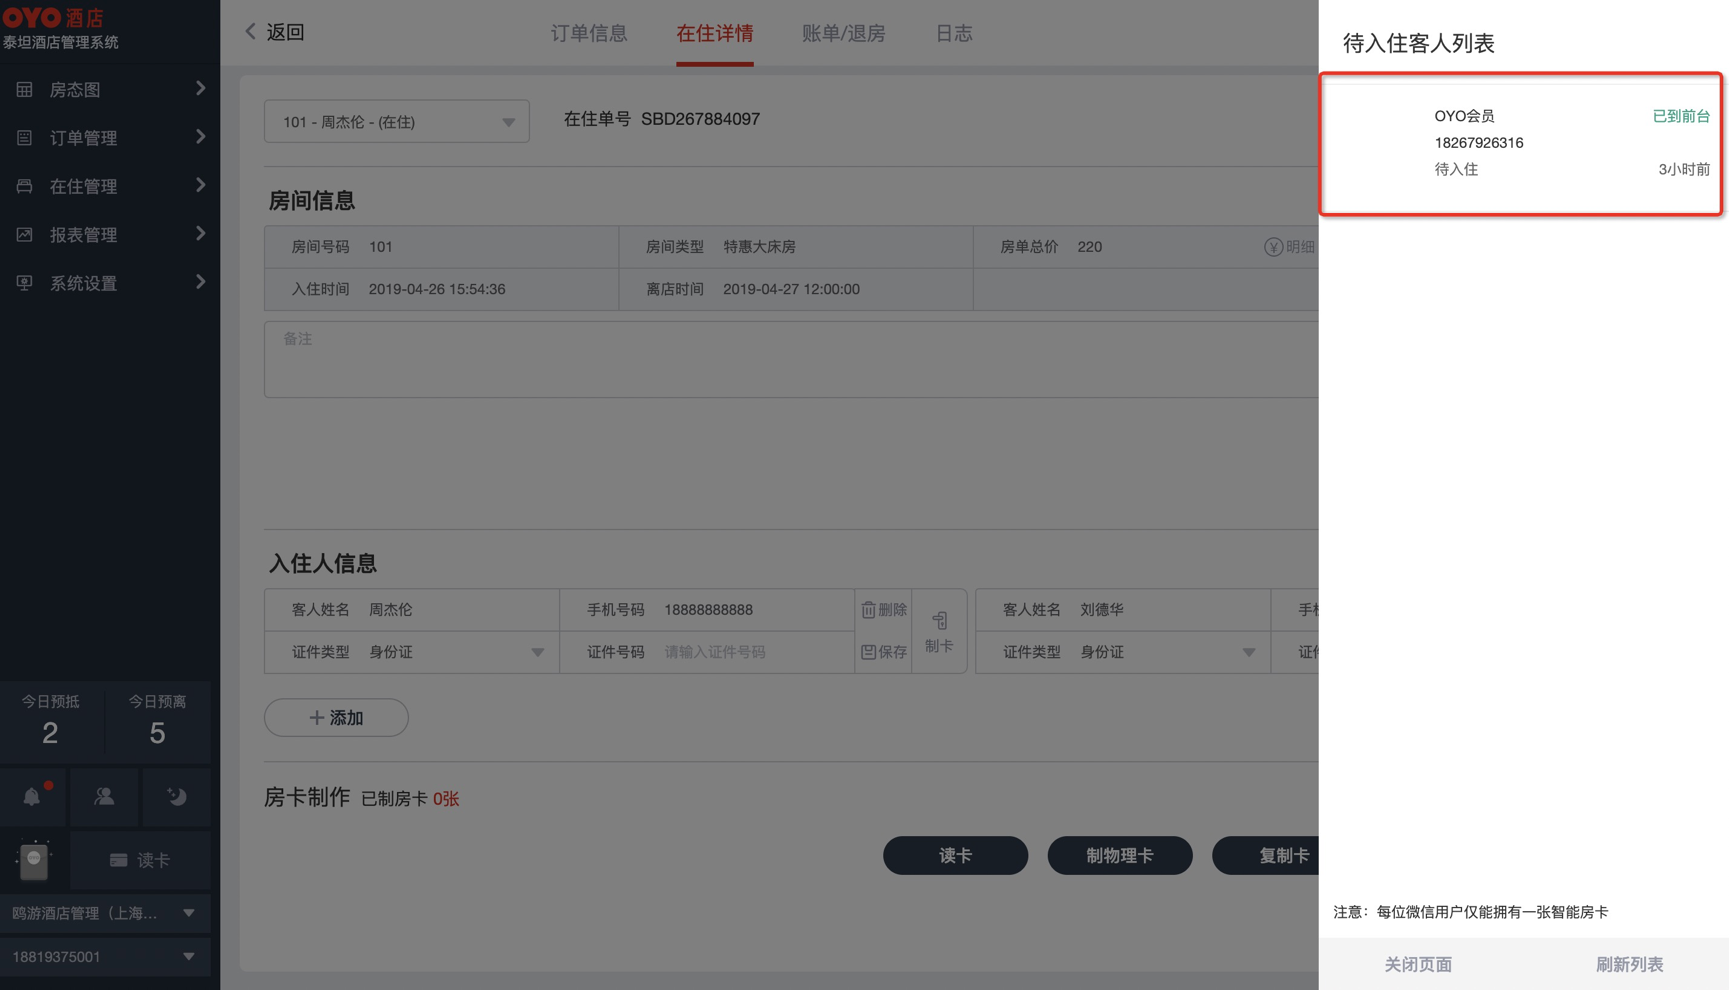 OYO 酒店
泰坦酒店管理系统
房态图
订单管理
在住管理
报表管理
系统设置
今日预抵
2
今日预离
5
读卡
鸥游酒店管理（上海...
18819375001
返回
订单信息
在住详情
账单/退房
日志
101 - 周杰伦 - (在住)
在住单号 SBD267884097
房间信息
房间号码 101
房间类型 特惠大床房
房单总价 220
明细
入住时间 2019-04-26 15:54:36
离店时间 2019-04-27 12:00:00
备注
入住人信息
客人姓名 周杰伦
手机号码 18888888888
删除
证件类型 身份证
证件号码 请输入证件号码
保存
制卡
客人姓名 刘德华
手机
证件类型 身份证
证件
添加
房卡制作 已制房卡 0张
读卡
制物理卡
复制卡
待入住客人列表
OYO会员
已到前台
18267926316
待入住
3小时前
注意：每位微信用户仅能拥有一张智能房卡
关闭页面
刷新列表